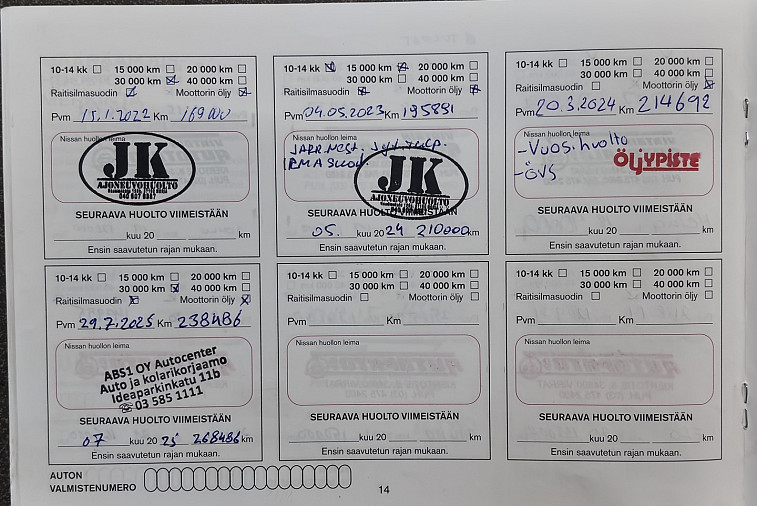 10-14 kk 15 000 km 20 000 km
30 000 km 40 000 km
Raitisilmasuodin Moottorin öljy
Pvm 15.1.2022 Km
Nissan huollon leima
JK
AJONEUVOHUOLTO
SEURAAVA HUOLTO VIIMEISTÄÄN
kuu 20 km
Ensin saavutetun rajan mukaan.
10-14 kk 15 000 km 20 000 km
30 000 km 40 000 km
Raitisilmasuodin Moottorin öljy
Pvm 04.05.2023 Km 195831
Nissan huollon leima
JARR.NEST.
JK
AJONEUVOHUOLTO
SEURAAVA HUOLTO VIIMEISTÄÄN
05. kuu 2024 210000 km
Ensin saavutetun rajan mukaan.
10-14 kk 15 000 km 20 000 km
30 000 km 40 000 km
Raitisilmasuodin Moottorin öljy
Pvm 20.3.2024 Km 214692
Nissan huollon leima
-Vuosihuolto
-ÖVS
ÖLJYPISTE
SEURAAVA HUOLTO VIIMEISTÄÄN
kuu 20 km
Ensin saavutetun rajan mukaan.
10-14 kk 15 000 km 20 000 km
30 000 km 40 000 km
Raitisilmasuodin Moottorin öljy
Pvm 29.7.2025 Km 238486
Nissan huollon leima
ABS1 OY Autocenter
Auto ja kolarikorjaamo
Ideaparkinkatu 11b
☎03 585 1111
SEURAAVA HUOLTO VIIMEISTÄÄN
07 kuu 20 268486 km
Ensin saavutetun rajan mukaan.
10-14 kk 15 000 km 20 000 km
30 000 km 40 000 km
Raitisilmasuodin Moottorin öljy
Pvm Km
Nissan huollon leima
SEURAAVA HUOLTO VIIMEISTÄÄN
kuu 20 km
Ensin saavutetun rajan mukaan.
10-14 kk 15 000 km 20 000 km
30 000 km 40 000 km
Raitisilmasuodin Moottorin öljy
Pvm Km
Nissan huollon leima
SEURAAVA HUOLTO VIIMEISTÄÄN
kuu 20 km
Ensin saavutetun rajan mukaan.
AUTON
VALMISTENUMERO
14